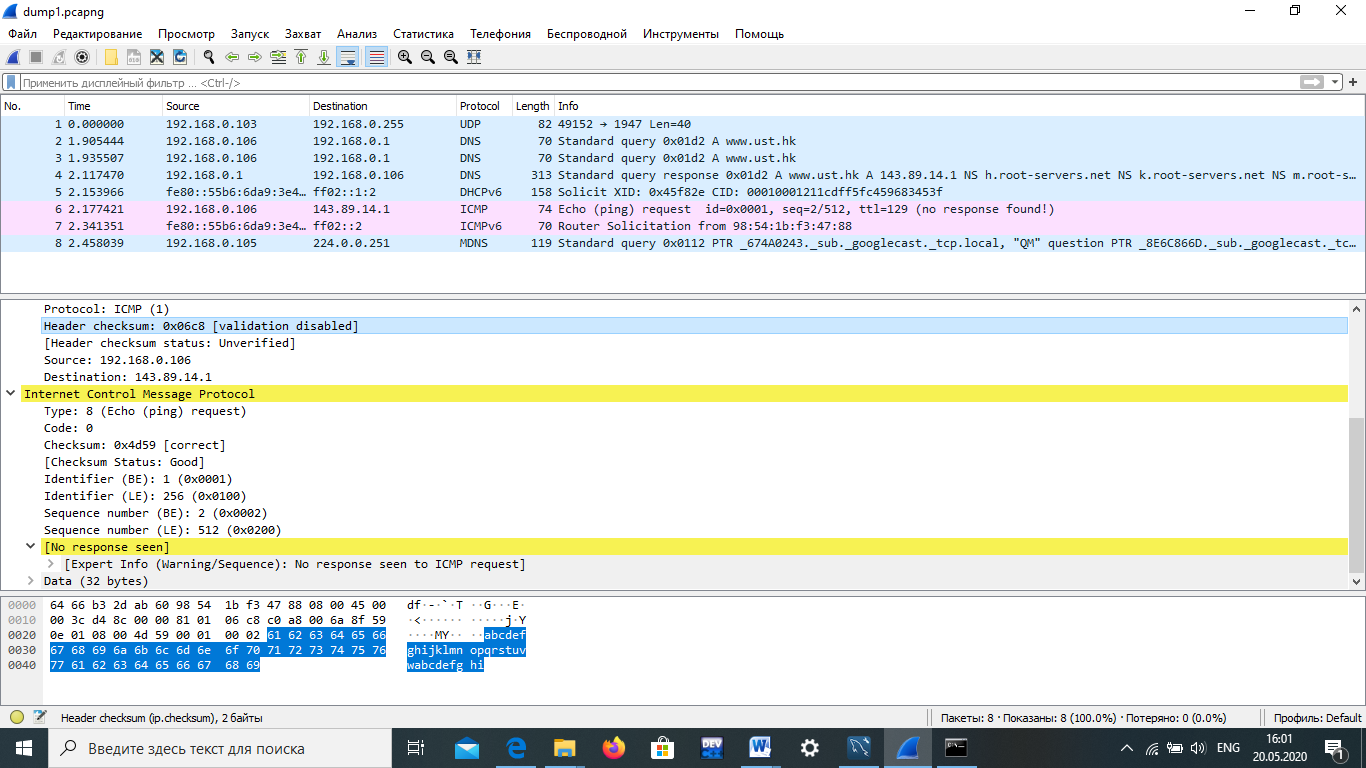 dump1.pcapng
Файл Редактирование Просмотр Запуск Захват Анализ Статистика Телефония Беспроводной Инструменты Помощь
Применить дисплейный фильтр ... <Ctrl-/>
No. Time Source Destination Protocol Length Info
1 0.000000 192.168.0.103 192.168.0.255 UDP 82 49152 → 1947 Len=40
2 1.905444 192.168.0.106 192.168.0.1 DNS 70 Standard query 0x01d2 A www.ust.hk
3 1.935507 192.168.0.106 192.168.0.1 DNS 70 Standard query 0x01d2 A www.ust.hk
4 2.117470 192.168.0.1 192.168.0.106 DNS 313 Standard query response 0x01d2 A www.ust.hk A 143.89.14.1 NS h.root-servers.net NS k.root-servers.net NS m.root-s...
5 2.153966 fe80::55b6:6da9:3e4... ff02::1:2 DHCPv6 158 Solicit XID: 0x45f82e CID: 00010001211cdff5fc459683453f
6 2.177421 192.168.0.106 143.89.14.1 ICMP 74 Echo (ping) request id=0x0001, seq=2/512, ttl=129 (no response found!)
7 2.341351 fe80::55b6:6da9:3e4... ff02::2 ICMPv6 70 Router Solicitation from 98:54:1b:f3:47:88
8 2.458039 192.168.0.105 224.0.0.251 MDNS 119 Standard query 0x0112 PTR _674A0243._sub._googlecast._tcp.local, "QM" question PTR _8E6C866D._sub._googlecast._tc...
Protocol: ICMP (1)
Header checksum: 0x06c8 [validation disabled]
[Header checksum status: Unverified]
Source: 192.168.0.106
Destination: 143.89.14.1
Internet Control Message Protocol
Type: 8 (Echo (ping) request)
Code: 0
Checksum: 0x4d59 [correct]
[Checksum Status: Good]
Identifier (BE): 1 (0x0001)
Identifier (LE): 256 (0x0100)
Sequence number (BE): 2 (0x0002)
Sequence number (LE): 512 (0x0200)
[No response seen]
[Expert Info (Warning/Sequence): No response seen to ICMP request]
Data (32 bytes)
0000 64 66 b3 2d ab 60 98 54 1b f3 47 88 08 00 45 00 df·-·`·T ··G···E·
0010 00 3c d4 8c 00 00 81 01 06 c8 c0 a8 00 6a 8f 59 ·<······ ·····j·Y
0020 0e 01 08 00 4d 59 00 01 00 02 61 62 63 64 65 66 ····MY·· ··abcdef
0030 67 68 69 6a 6b 6c 6d 6e 6f 70 71 72 73 74 75 76 ghijklmn opqrstuv
0040 77 61 62 63 64 65 66 67 68 69 wabcdefg hi
Header checksum (ip.checksum), 2 байты Пакеты: 8 · Показаны: 8 (100.0%) · Потеряно: 0 (0.0%) Профиль: Default
Введите здесь текст для поиска
DEV
W
ENG
16:01
20.05.2020
1